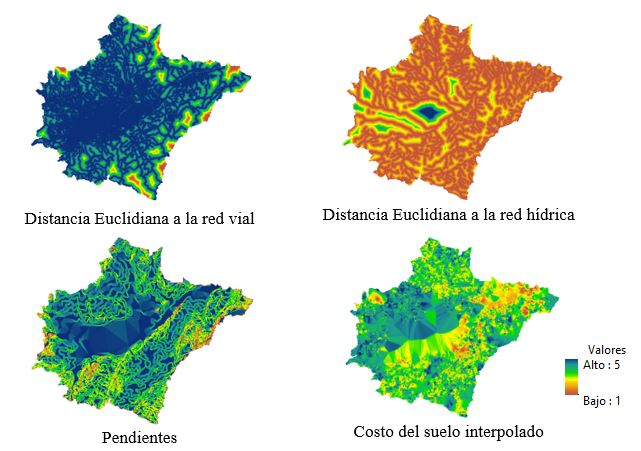 Distancia Euclidiana a la red vial
Distancia Euclidiana a la red hídrica
Pendientes
Costo del suelo interpolado
Valores
Alto : 5
Bajo : 1